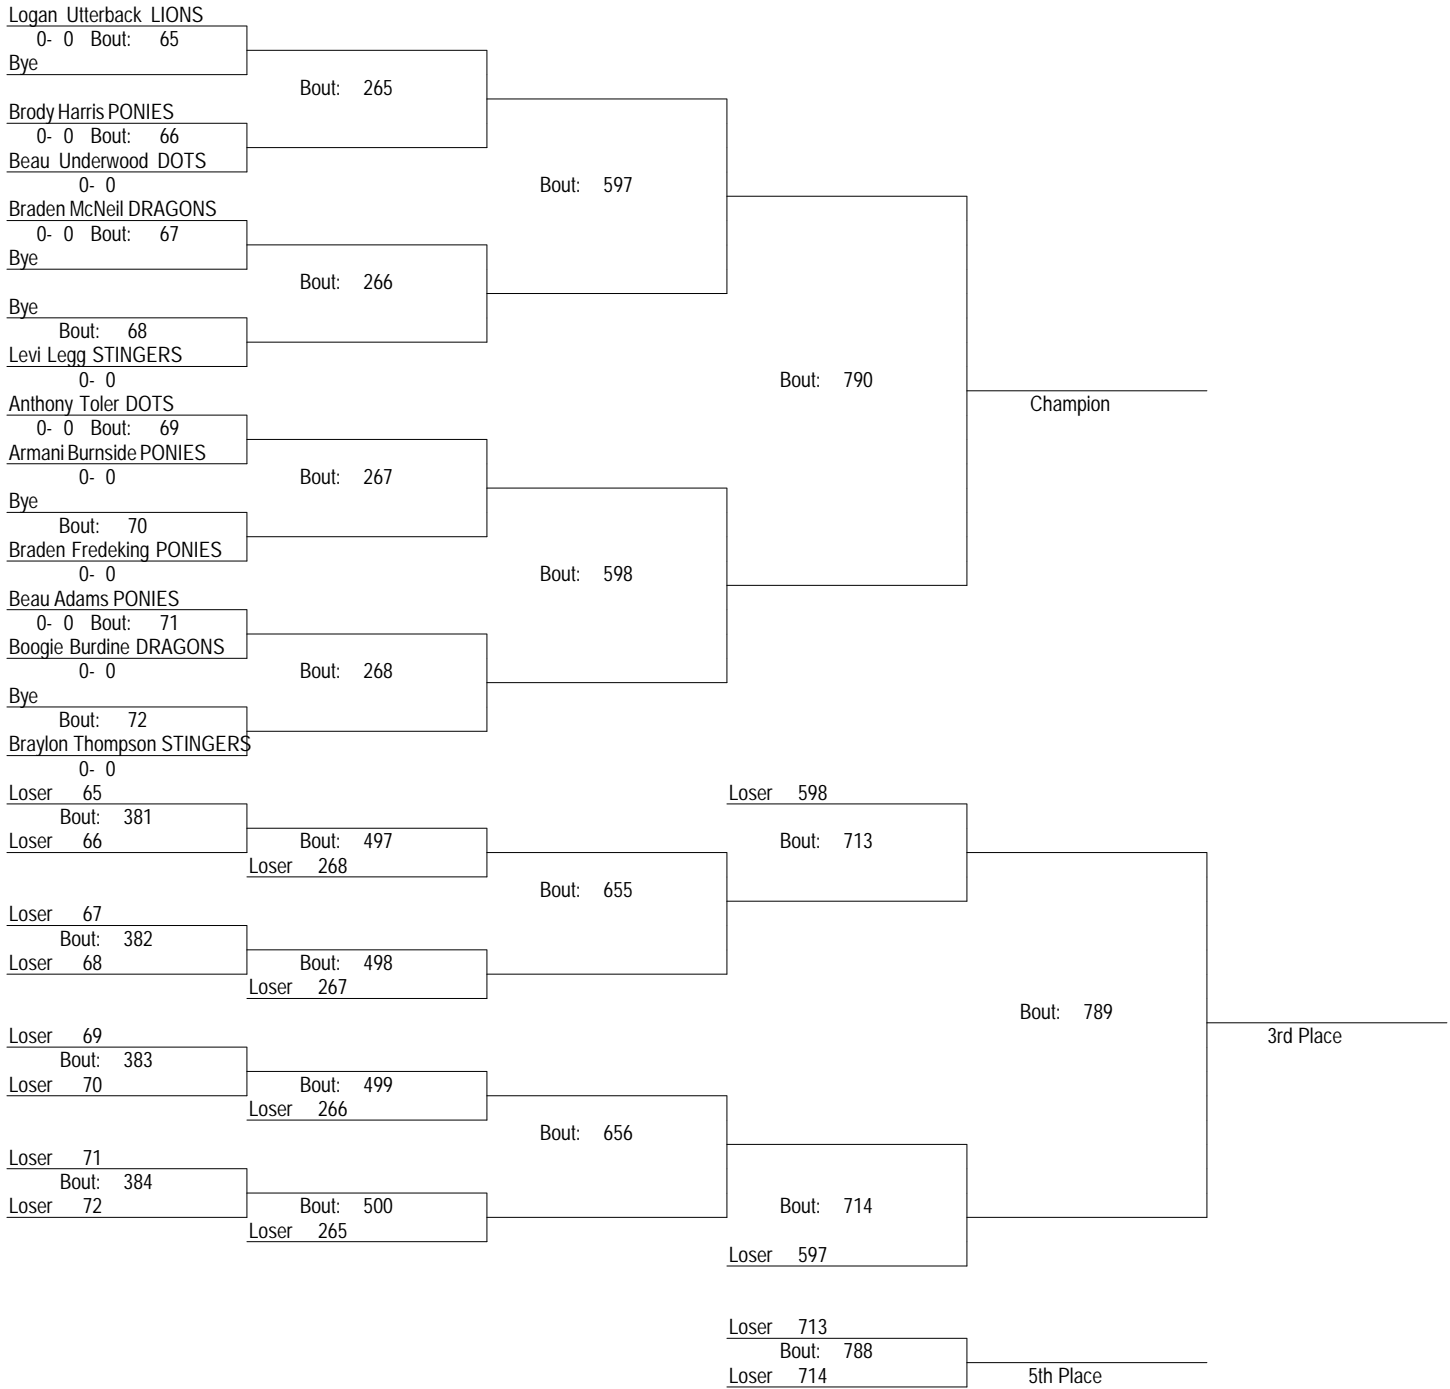 Logan Utterback LIONS
0- 0 Bout: 65
Bye
Bout: 265
Brody Harris PONIES
0- 0 Bout: 66
Beau Underwood DOTS
0- 0
Bout: 597
Braden McNeil DRAGONS
0- 0 Bout: 67
Bye
Bout: 266
Bye
Bout: 68
Levi Legg STINGERS
0- 0
Bout: 790
Champion
Anthony Toler DOTS
0- 0 Bout: 69
Armani Burnside PONIES
0- 0
Bout: 267
Bye
Bout: 70
Braden Fredeking PONIES
0- 0
Bout: 598
Beau Adams PONIES
0- 0 Bout: 71
Boogie Burdine DRAGONS
0- 0
Bout: 268
Bye
Bout: 72
Braylon Thompson STINGERS
0- 0
Loser 65
Bout: 381
Loser 66
Bout: 497
Loser 268
Loser 598
Bout: 713
Bout: 655
Loser 67
Bout: 382
Loser 68
Bout: 498
Loser 267
Bout: 789
3rd Place
Loser 69
Bout: 383
Loser 70
Bout: 499
Loser 266
Bout: 656
Loser 71
Bout: 384
Loser 72
Bout: 500
Loser 265
Bout: 714
Loser 597
Loser 713
Bout: 788
Loser 714
5th Place